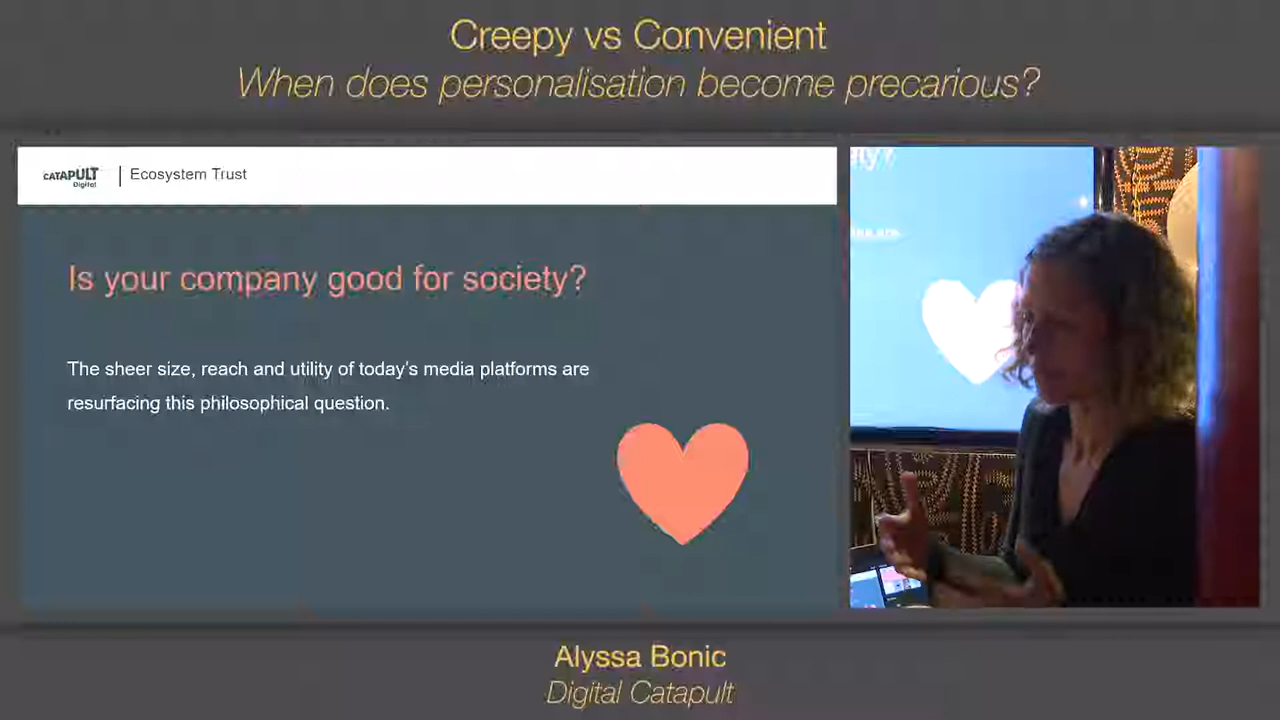 Creepy vs Convenient
When does personalisation become precarious?
CATAPULT
Digital
Ecosystem Trust
Is your company good for society?
The sheer size, reach and utility of today's media platforms are
resurfacing this philosophical question.
Alyssa Bonic
Digital Catapult